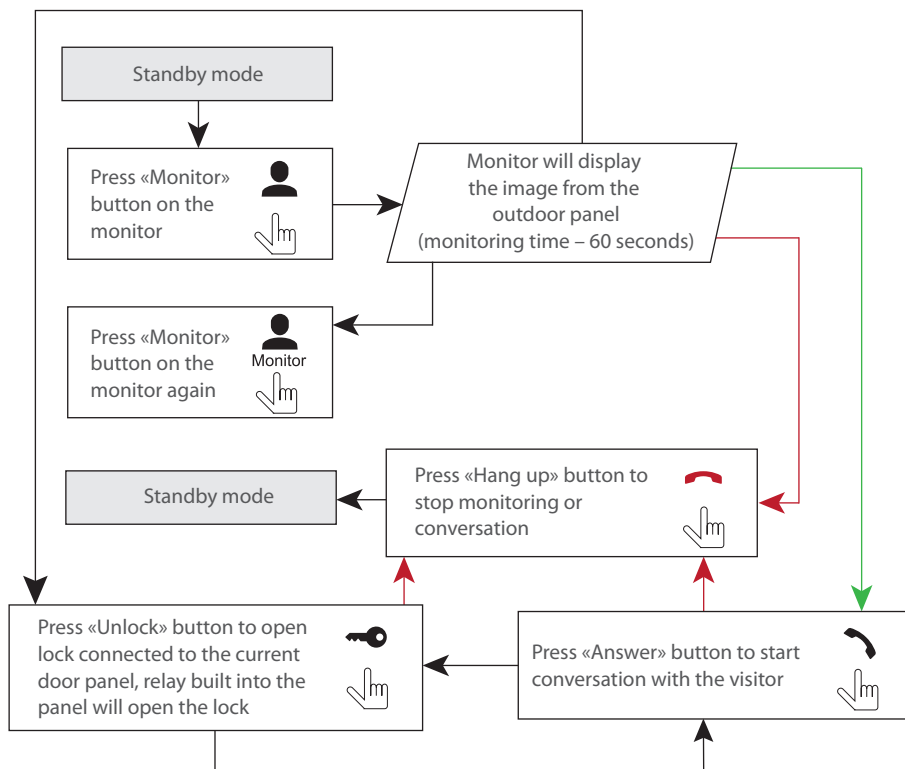 Standby mode
Press «Monitor»
button on the
monitor
Monitor will display
the image from the
outdoor panel
(monitoring time – 60 seconds)
Press «Monitor»
button on the
monitor again
Monitor
Press «Hang up» button to
stop monitoring or
conversation
Standby mode
Press «Unlock» button to open
lock connected to the current
door panel, relay built into the
panel will open the lock
Press «Answer» button to start
conversation with the visitor